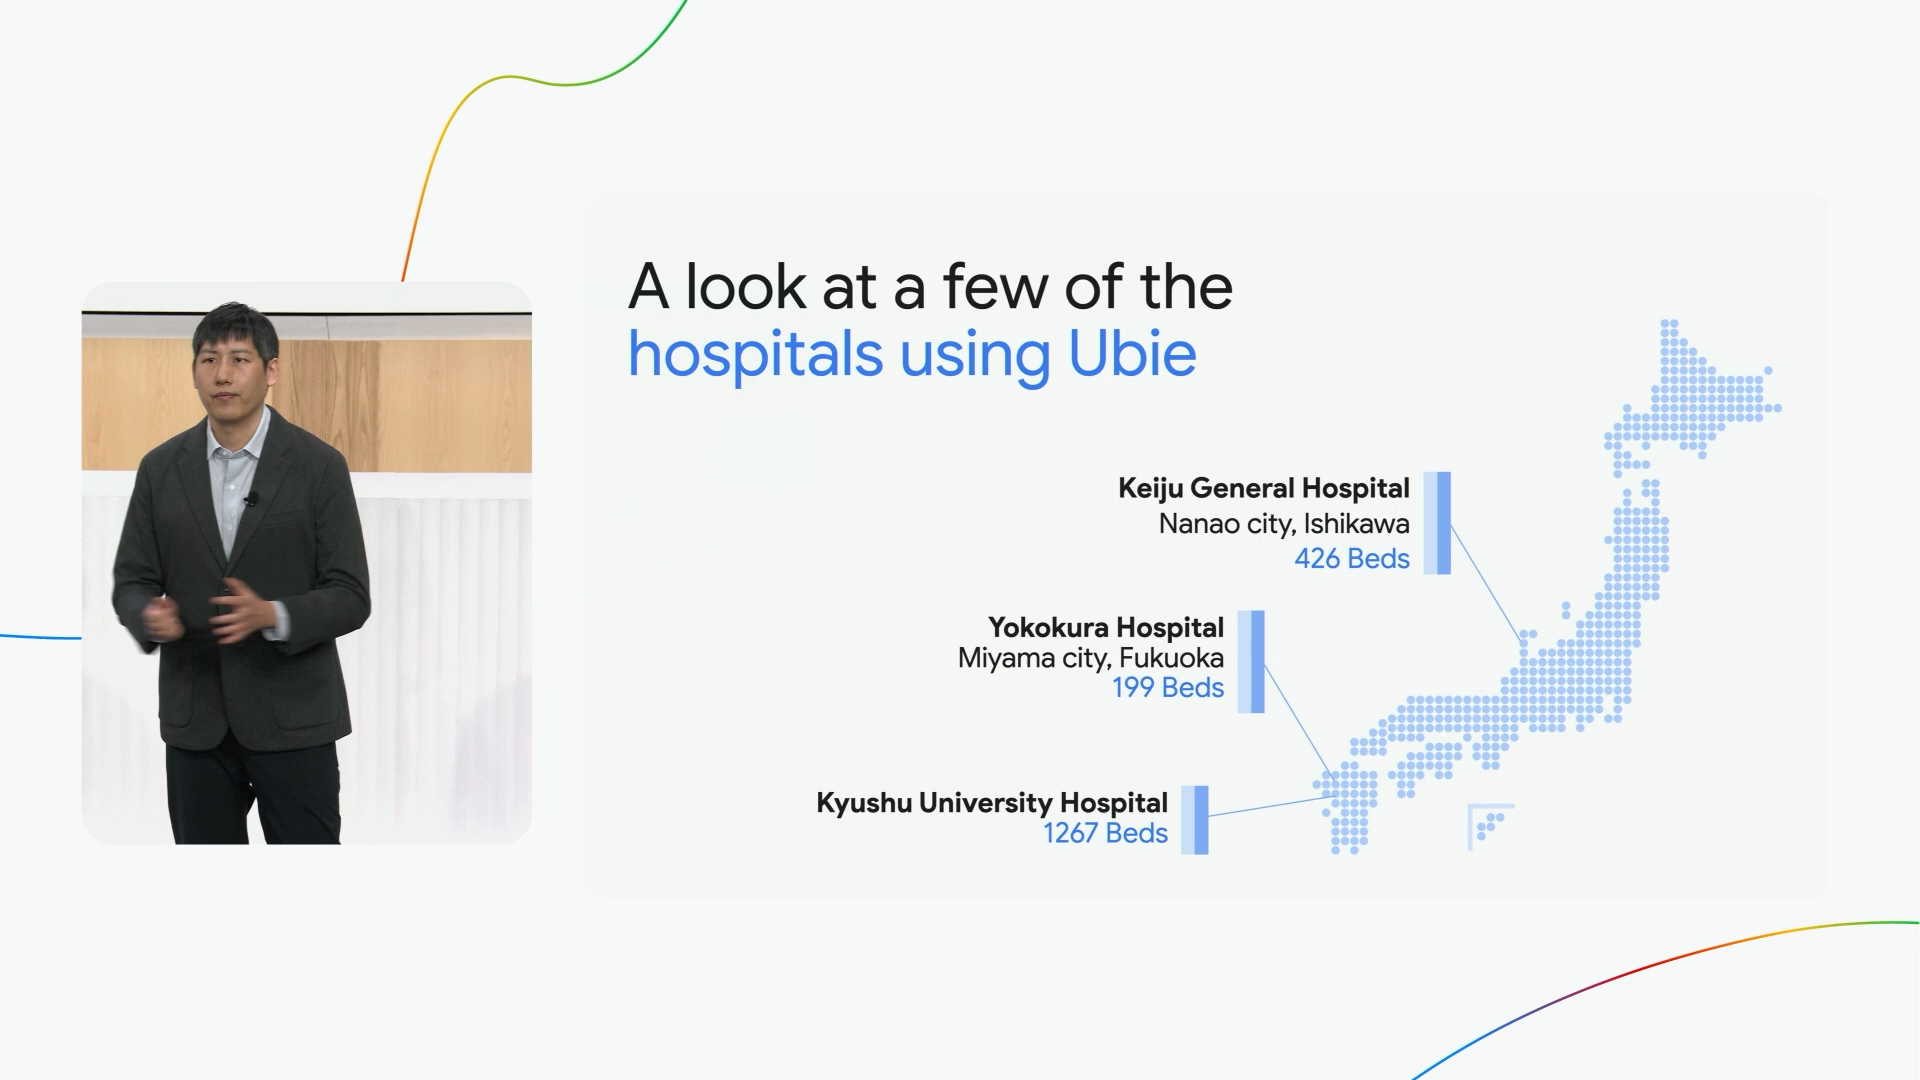 A look at a few of the
hospitals using Ubie
Keiju General Hospital
Nanao city, Ishikawa
426 Beds
Yokokura Hospital
Miyama city, Fukuoka
199 Beds
Kyushu University Hospital
1267 Beds